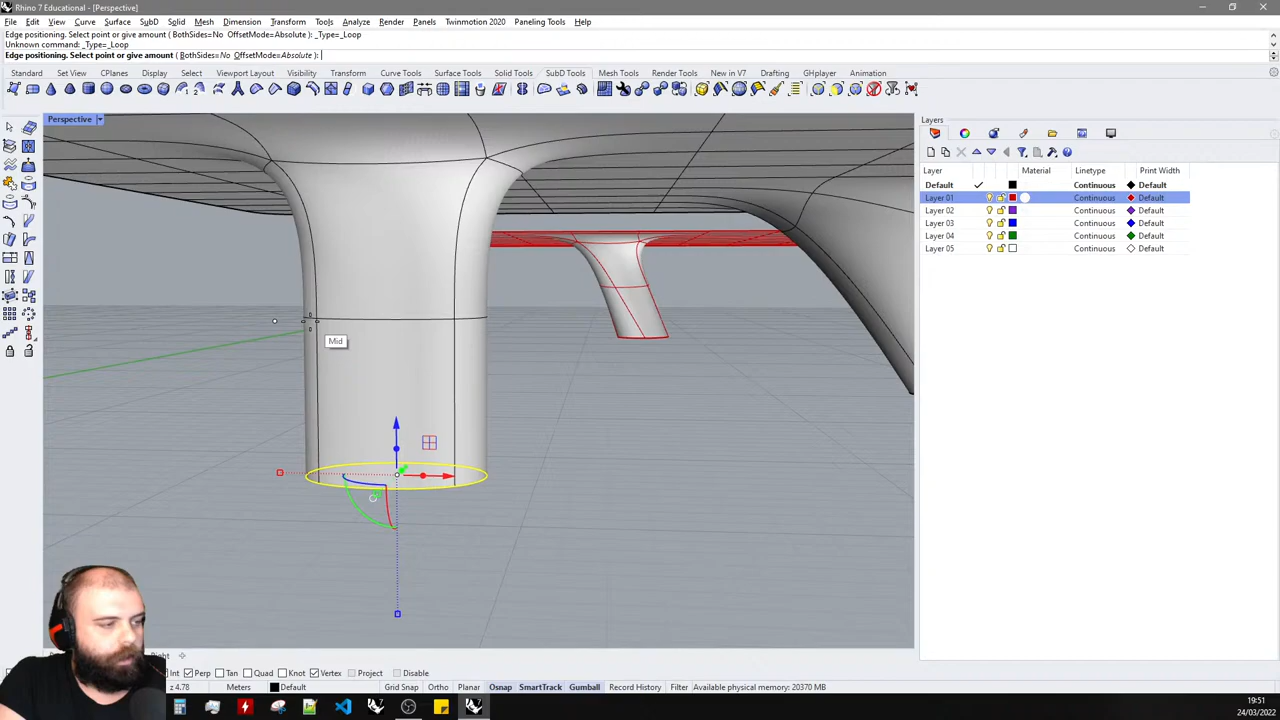 Rhino 7 Educational - [Perspective]
File Edit View Curve Surface SubD Solid Mesh Dimension Transform Tools Analyze Render Panels Twinmotion 2020 Paneling Tools Help
Edge positioning. Select point or give amount ( BothSides=No OffsetMode=Absolute ): _Type=_Loop
Unknown command: _Type=_Loop
Edge positioning. Select point or give amount ( BothSides=No OffsetMode=Absolute ):
Standard Set View CPlanes Display Select Viewport Layout Visibility Transform Curve Tools Surface Tools Solid Tools SubD Tools Mesh Tools Render Tools New in V7 Drafting GHplayer Animation
Perspective
Layers
Layer Material Linetype Print Width
Default Continuous Default
Layer 01 Continuous Default
Layer 02 Continuous Default
Layer 03 Continuous Default
Layer 04 Continuous Default
Layer 05 Continuous Default
Mid
Right
Int Perp Tan Quad Knot Vertex Project Disable
z 4.78 Meters Default Grid Snap Ortho Planar Osnap SmartTrack Gumball Record History Filter Available physical memory: 20370 MB
19:51
24/03/2022